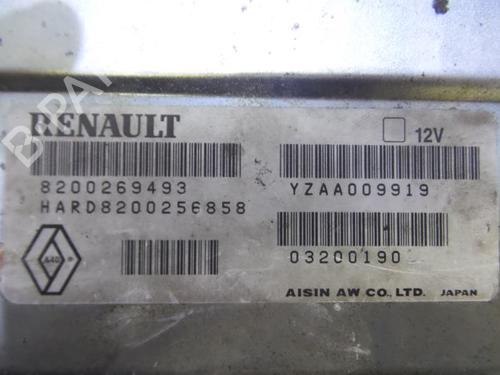 RENAULT
12V
8200269493
HARD8200256858
YZAA009919
03200190
AISIN AW CO., LTD. JAPAN